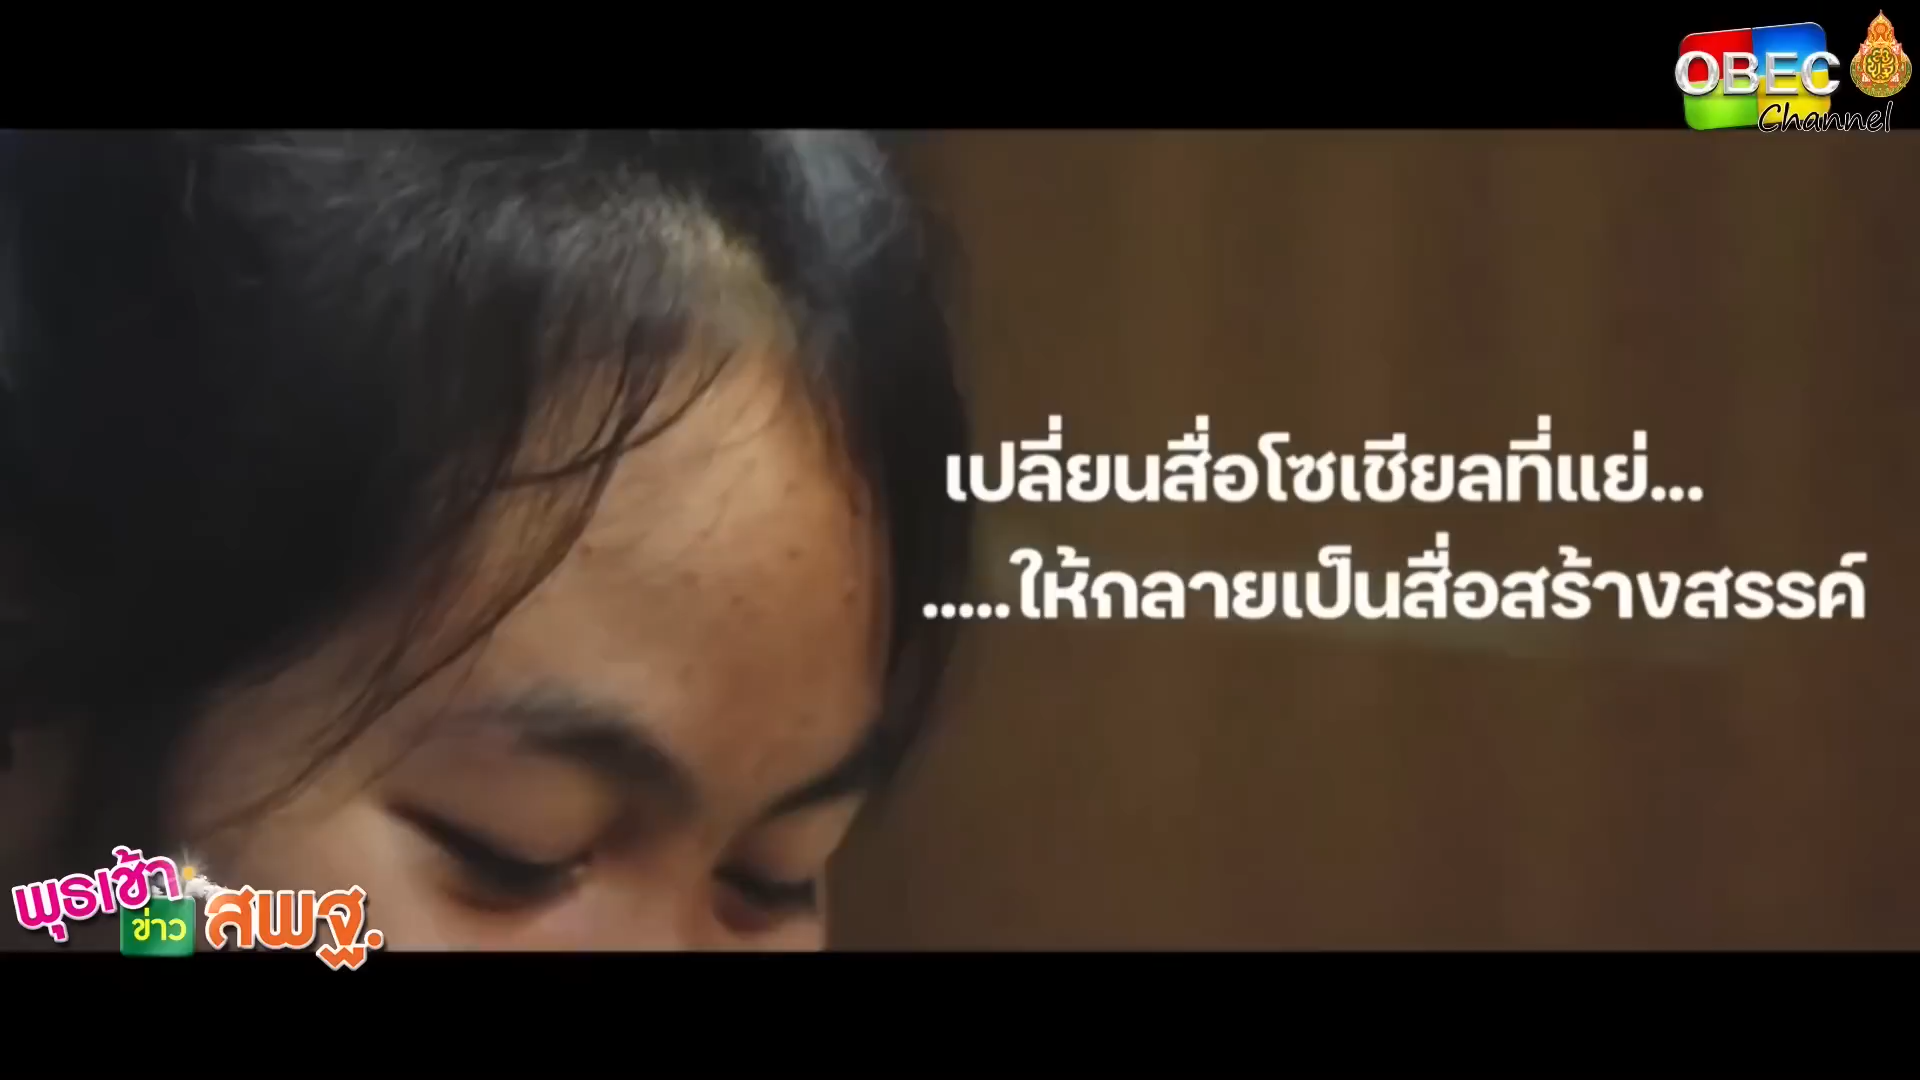 OBEC
Channel
เปลี่ยนสื่อโซเชียลที่แย่...
.....ให้กลายเป็นสื่อสร้างสรรค์
พุธเช้า
ข่าว
สพฐ.